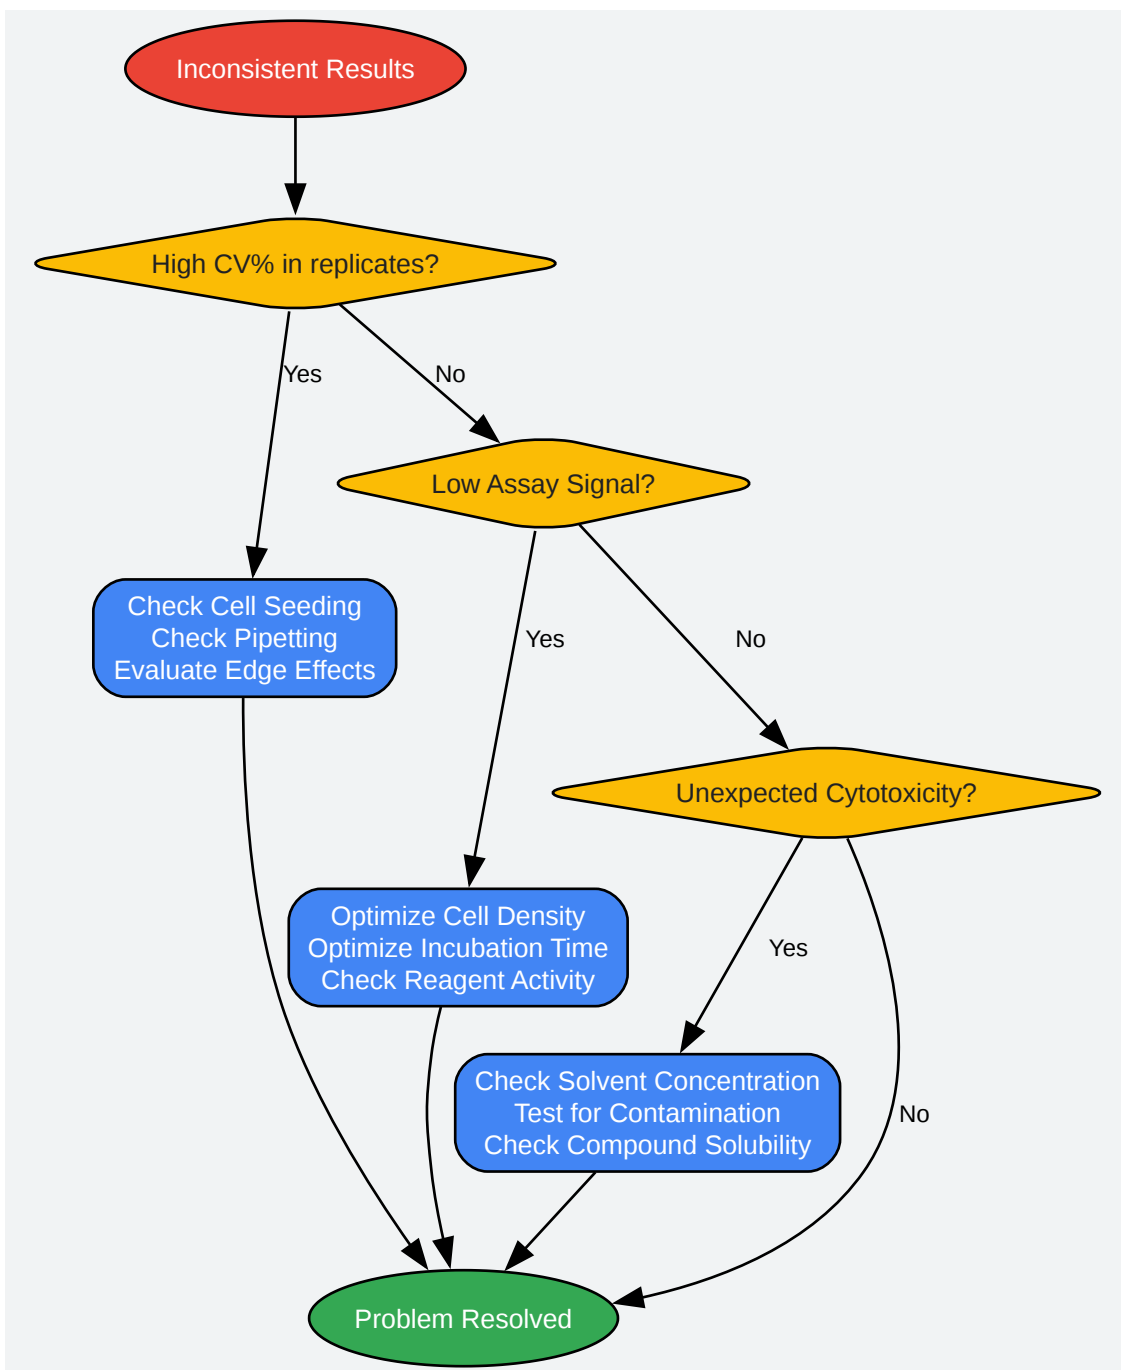 Inconsistent Results
High CV% in replicates?
Yes
No
Low Assay Signal?
Check Cell Seeding
Check Pipetting
Evaluate Edge Effects
Yes
No
Unexpected Cytotoxicity?
Optimize Cell Density
Optimize Incubation Time
Check Reagent Activity
Yes
Check Solvent Concentration
Test for Contamination
Check Compound Solubility
No
Problem Resolved